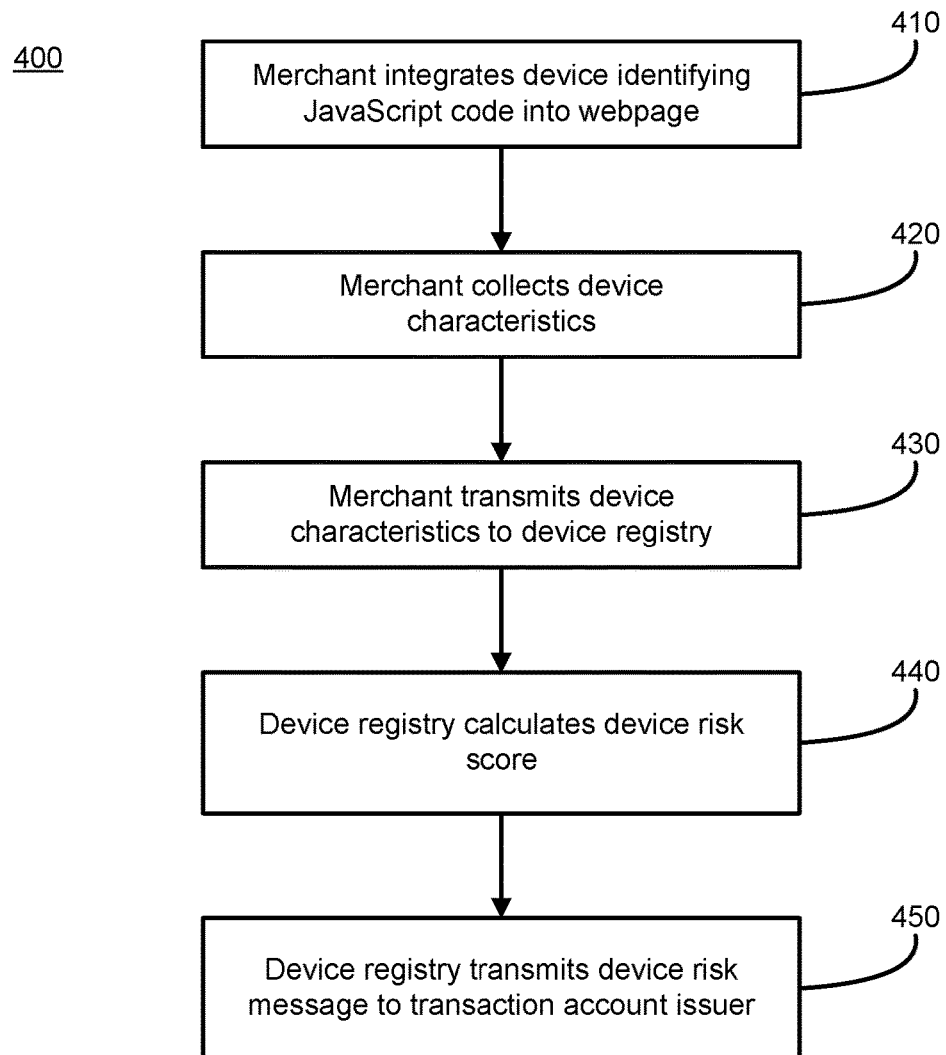 400
410
Merchant integrates device identifying
JavaScript code into webpage
420
Merchant collects device
characteristics
430
Merchant transmits device
characteristics to device registry
440
Device registry calculates device risk
score
450
Device registry transmits device risk
message to transaction account issuer